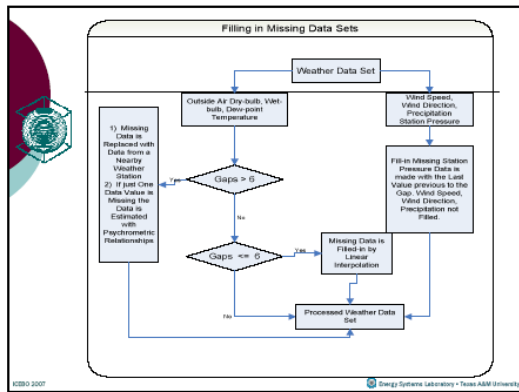 Filling in Missing Data Sets
Weather Data Set
Outside Air Dry-bulb, Wet-
bulb, Dew-point
Temperature
Wind Speed,
Wind Direction,
Precipitation
Station Pressure
1) Missing
Data is
Replaced with
Data from a
Nearby
Weather
Station
2) If just One
Data Value is
Missing the
Data is
Estimated
with
Psychrometric
Relationships
Yes
Gaps > 6
Fill-in Missing Station
Pressure Data is
made with the Last
Value previous to the
Gap. Wind Speed,
Wind Direction,
Precipitation not
Filled.
No
Gaps <= 6
Yes
Missing Data is
Filled-in by
Linear
Interpolation
No
Processed Weather Data
Set
ICEBO 2007
Energy Systems Laboratory • Texas A&M University